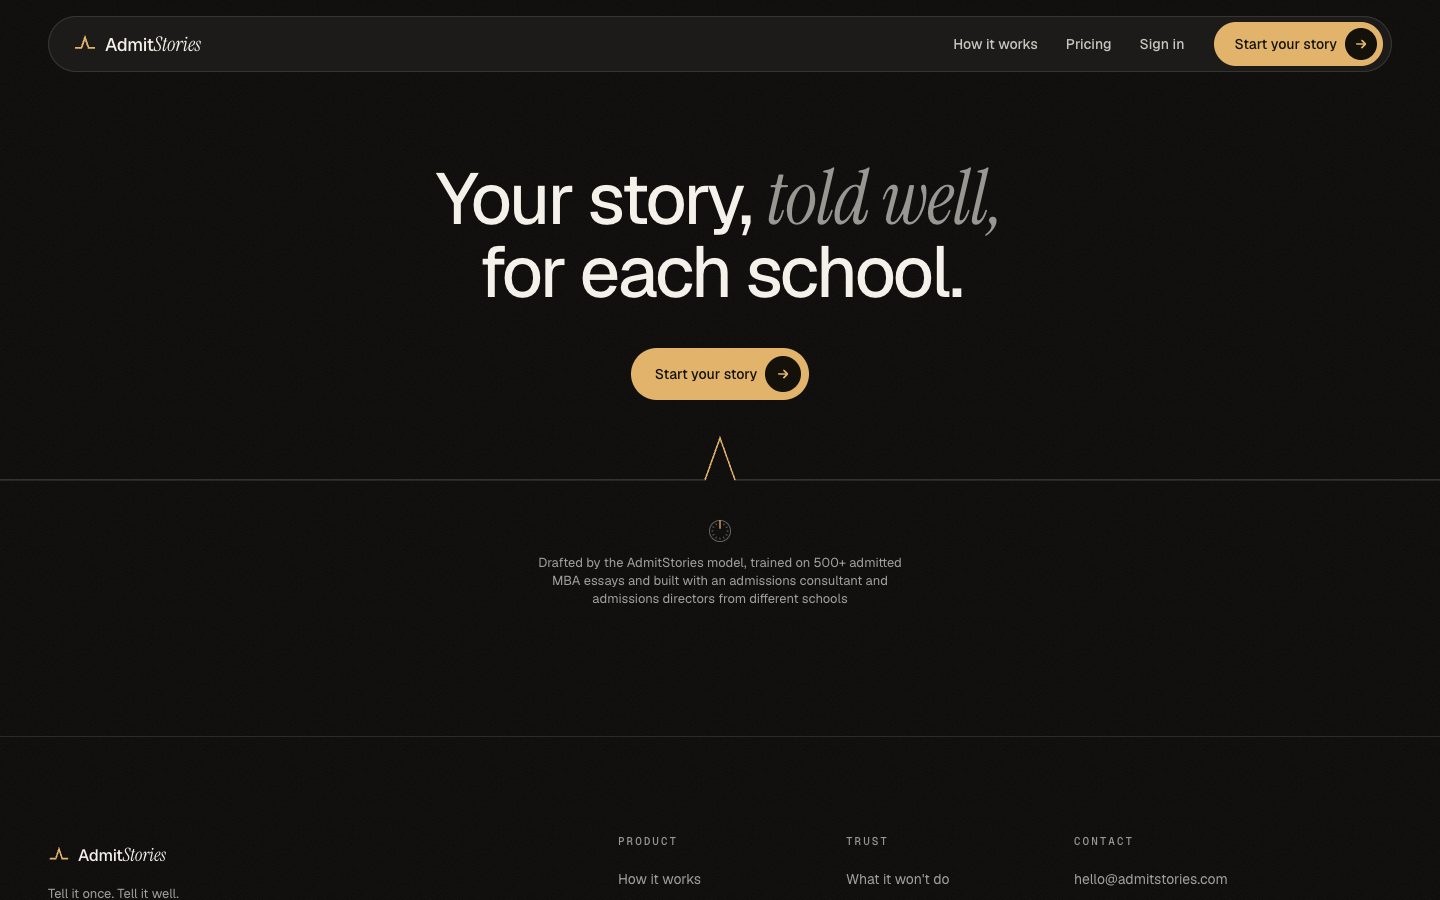 AdmitStories
How it works
Pricing
Sign in
Start your story
Your story, told well,
for each school.
Start your story
Drafted by the AdmitStories model, trained on 500+ admitted
MBA essays and built with an admissions consultant and
admissions directors from different schools
AdmitStories
Tell it once. Tell it well.
PRODUCT
How it works
TRUST
What it won't do
CONTACT
hello@admitstories.com